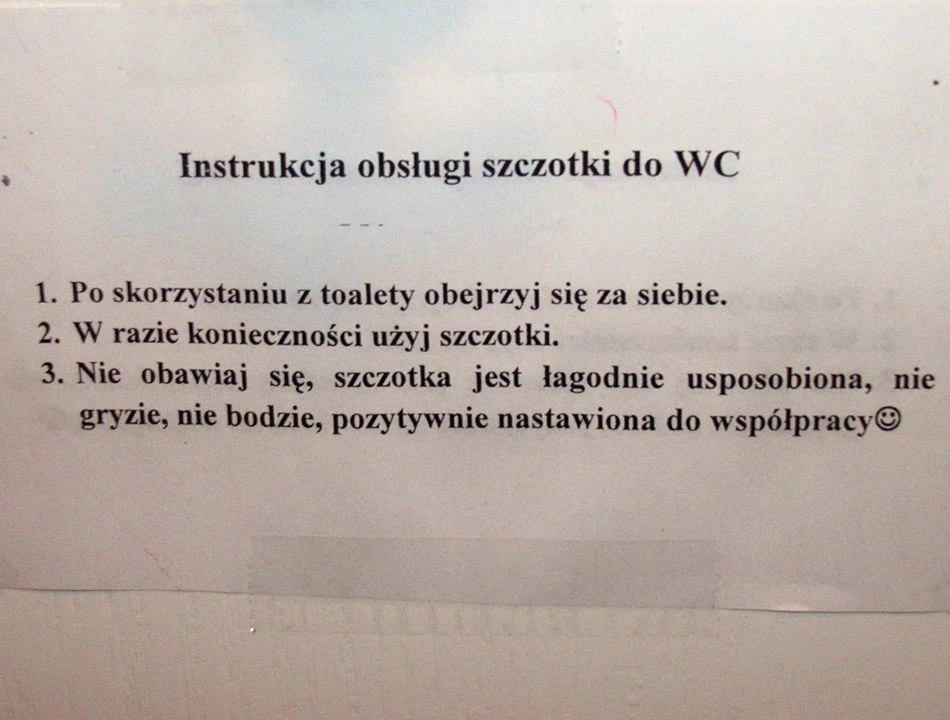 Instrukcja obsługi szczotki do WC
1. Po skorzystaniu z toalety obejrzyj się za siebie.
2. W razie konieczności użyj szczotki.
3. Nie obawiaj się, szczotka jest łagodnie usposobiona, nie
gryzie, nie bodzie, pozytywnie nastawiona do współpracy☺